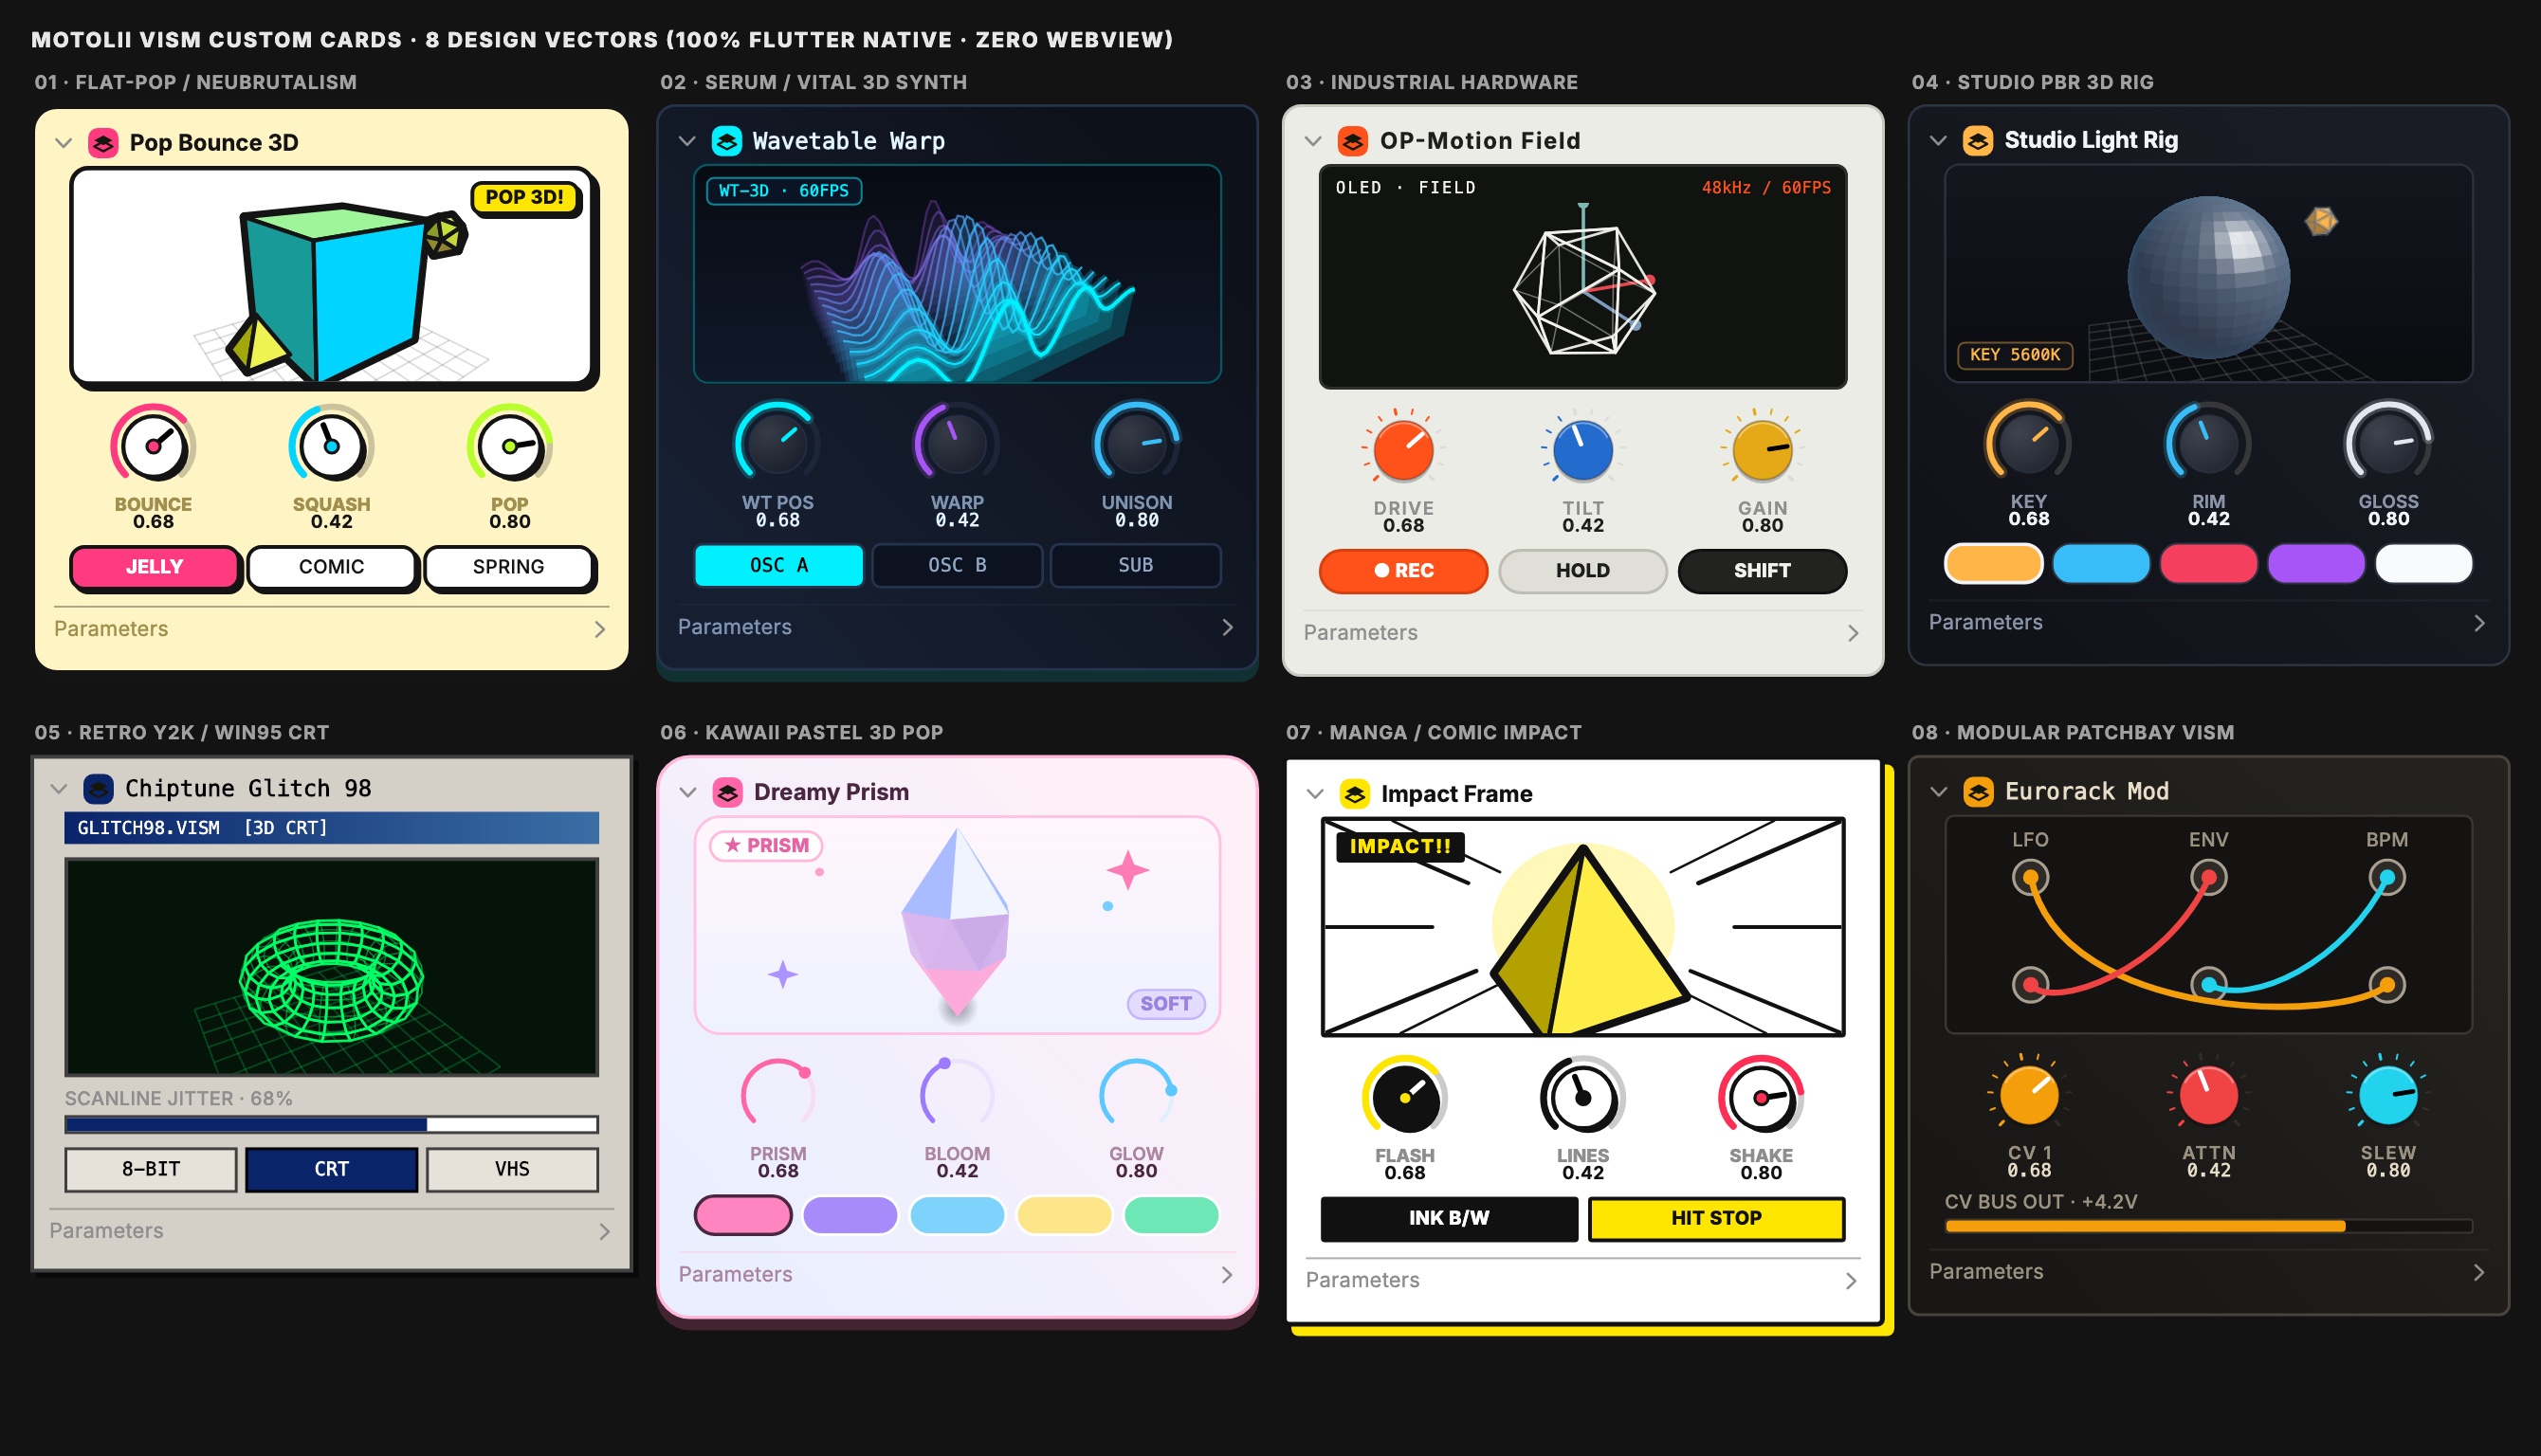 MOTOLII VISM CUSTOM CARDS · 8 DESIGN VECTORS (100% FLUTTER NATIVE · ZERO WEBVIEW)
01 · FLAT-POP / NEUBRUTALISM
Pop Bounce 3D
POP 3D!
BOUNCE
0.68
SQUASH
0.42
POP
0.80
JELLY
COMIC
SPRING
Parameters
02 · SERUM / VITAL 3D SYNTH
Wavetable Warp
WT-3D · 60FPS
WT POS
0.68
WARP
0.42
UNISON
0.80
OSC A
OSC B
SUB
Parameters
03 · INDUSTRIAL HARDWARE
OP-Motion Field
OLED · FIELD
48kHz / 60FPS
DRIVE
0.68
TILT
0.42
GAIN
0.80
REC
HOLD
SHIFT
Parameters
04 · STUDIO PBR 3D RIG
Studio Light Rig
KEY 5600K
KEY
0.68
RIM
0.42
GLOSS
0.80
Parameters
05 · RETRO Y2K / WIN95 CRT
Chiptune Glitch 98
GLITCH98.VISM [3D CRT]
SCANLINE JITTER · 68%
8-BIT
CRT
VHS
Parameters
06 · KAWAII PASTEL 3D POP
Dreamy Prism
★ PRISM
SOFT
PRISM
0.68
BLOOM
0.42
GLOW
0.80
Parameters
07 · MANGA / COMIC IMPACT
Impact Frame
IMPACT!!
FLASH
0.68
LINES
0.42
SHAKE
0.80
INK B/W
HIT STOP
Parameters
08 · MODULAR PATCHBAY VISM
Eurorack Mod
LFO
ENV
BPM
CV 1
0.68
ATTN
0.42
SLEW
0.80
CV BUS OUT · +4.2V
Parameters